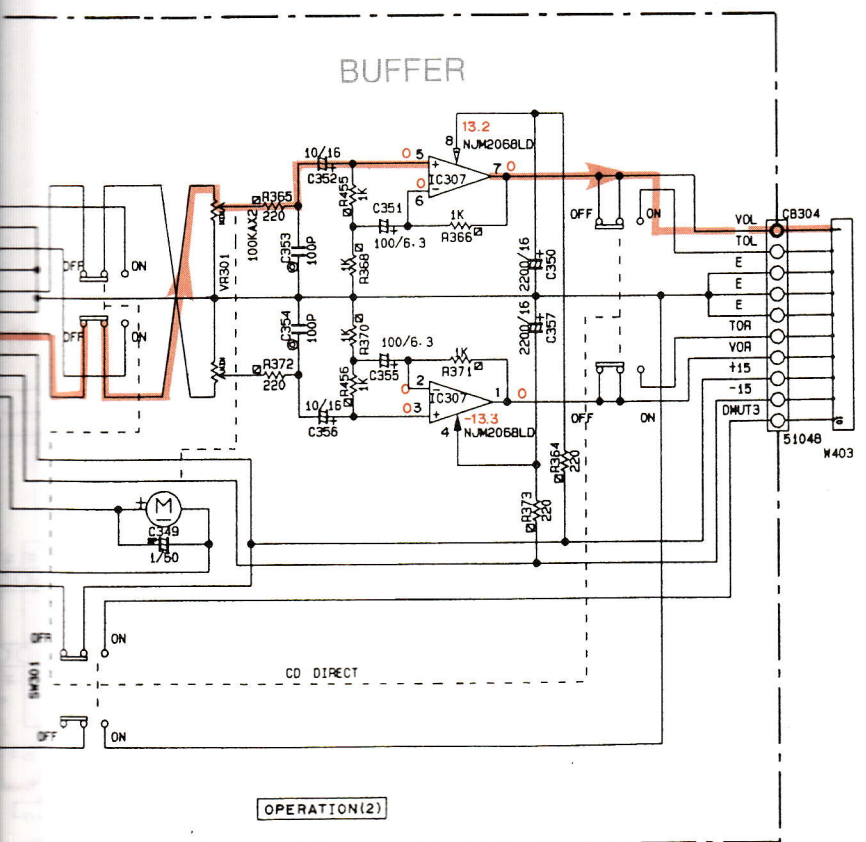 BUFFER
13.2
8
NJM2068LD
10/16
C352
0 5
+
7 0
IC307
0
6
R455
1K
C351
100/6.3
1K
R366
R365
220
100KAX2
VR301
C353
100P
1K
R368
2200/16
C350
OFF
ON
OFF
ON
VOL
CB304
TOL
E
E
E
TOR
VOR
+15
-15
DMUT3
51048
W403
OFF
ON
C354
100P
1K
R370
2200/16
C357
100/6.3
C355
1K
R371
R372
220
R456
1K
0 2
IC307
1 0
0 3
+
10/16
C356
-13.3
4
NJM2068LD
OFF
ON
R364
220
R373
220
+
M
C349
1/50
OFF
ON
SW301
CD DIRECT
OFF
ON
OPERATION(2)